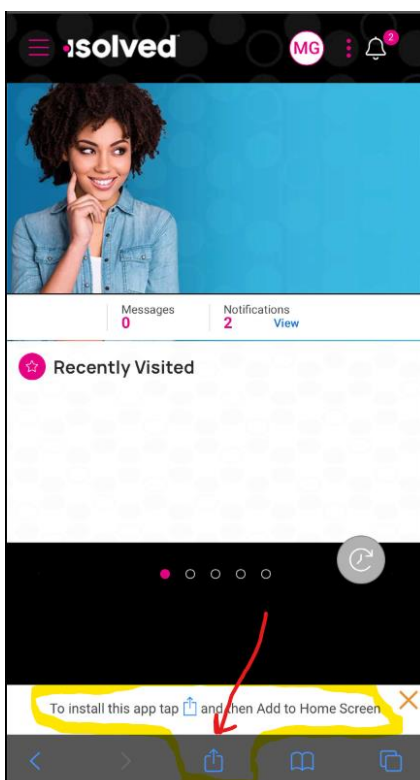 isolved
MG
2
Messages
0
Notifications
2 View
Recently Visited
To install this app tap and then Add to Home Screen